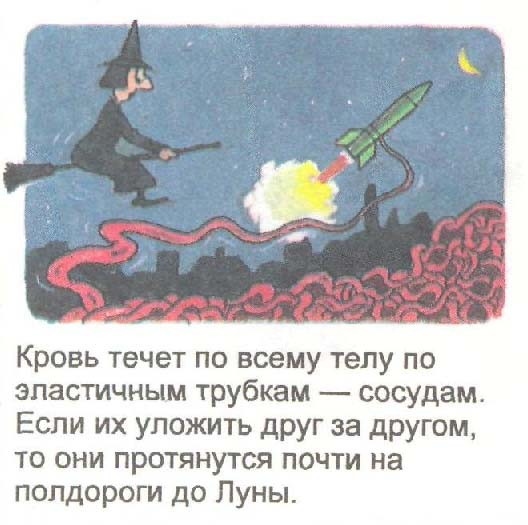 Кровь течет по всему телу по
эластичным трубкам — сосудам.
Если их уложить друг за другом,
то они протянутся почти на
полдороги до Луны.